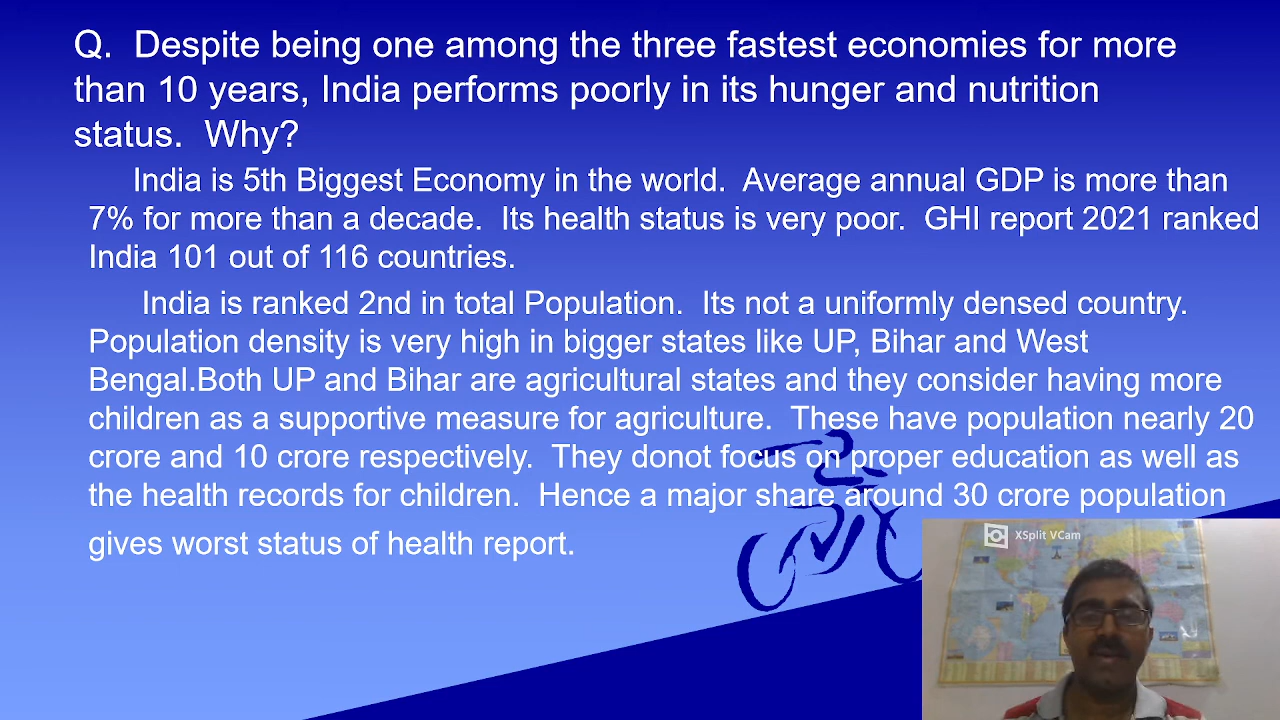 Q. Despite being one among the three fastest economies for more
than 10 years, India performs poorly in its hunger and nutrition
status. Why?
India is 5th Biggest Economy in the world. Average annual GDP is more than
7% for more than a decade. Its health status is very poor. GHI report 2021 ranked
India 101 out of 116 countries.
India is ranked 2nd in total Population. Its not a uniformly densed country.
Population density is very high in bigger states like UP, Bihar and West
Bengal.Both UP and Bihar are agricultural states and they consider having more
children as a supportive measure for agriculture. These have population nearly 20
crore and 10 crore respectively. They donot focus on proper education as well as
the health records for children. Hence a major share around 30 crore population
gives worst status of health report.
XSplit VCam